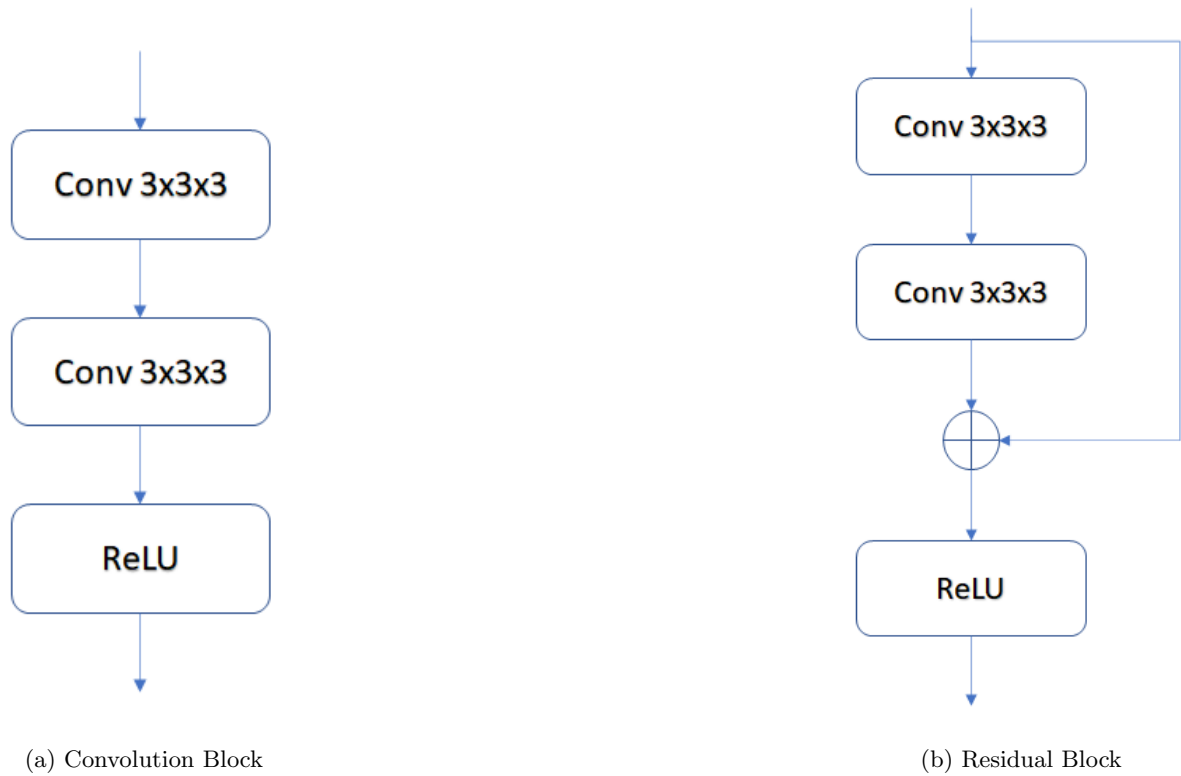 Conv 3x3x3
Conv 3x3x3
ReLU
(a) Convolution Block
Conv 3x3x3
Conv 3x3x3
ReLU
(b) Residual Block